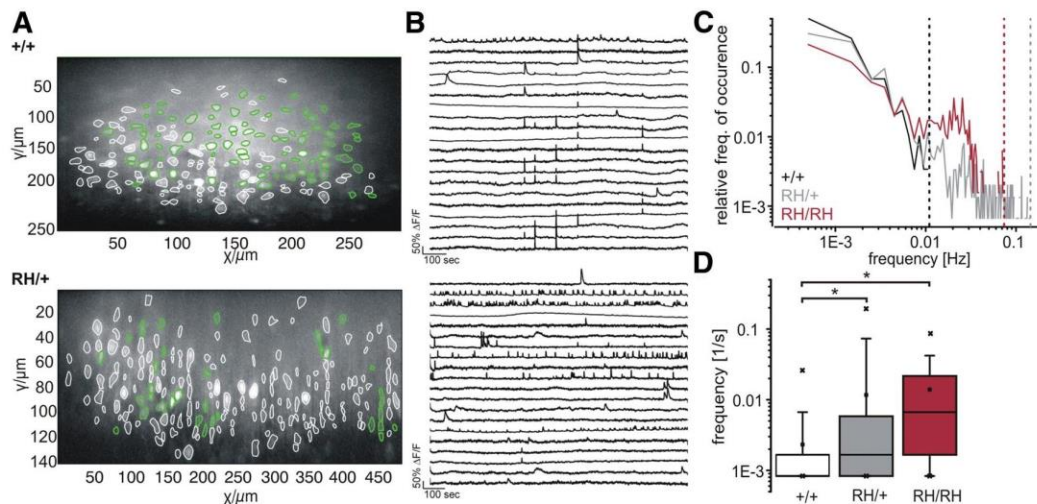 A
+/+
y/µm
50
100
150
200
250
50 100 150 200 250
x/µm
RH/+
y/µm
20
40
60
80
100
120
140
50 100 150 200 250 300 350 400 450
x/µm
B
50% ΔF/F
100 sec
50% ΔF/F
100 sec
C
relative freq. of occurence
0.1
0.01
1E-3
+/+
RH/+
RH/RH
1E-3 0.01 0.1
frequency [Hz]
D
*
*
frequency [1/s]
0.1
0.01
1E-3
+/+ RH/+ RH/RH